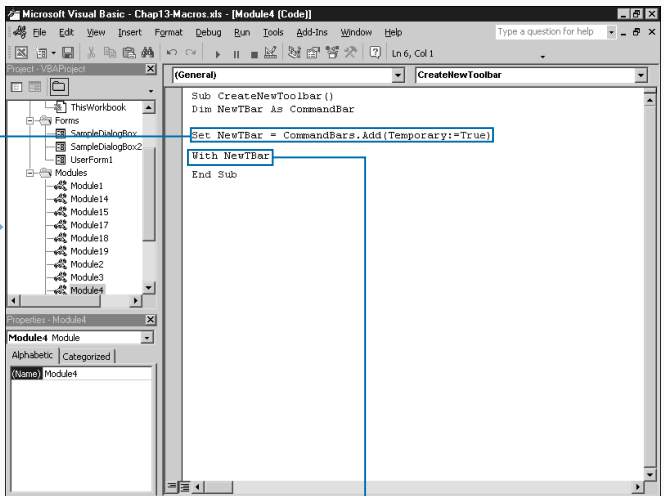 Microsoft Visual Basic - Chap13-Macros.xls - [Module4 (Code)]
File Edit View Insert Format Debug Run Tools Add-Ins Window Help
Type a question for help
Ln 6, Col 1
Project - VBAProject
(General)
CreateNewToolbar
ThisWorkbook
Forms
SampleDialogBox
SampleDialogBox2
UserForm1
Modules
Module1
Module14
Module15
Module17
Module18
Module19
Module2
Module3
Module4
Sub CreateNewToolbar()
Dim NewTBar As CommandBar
Set NewTBar = CommandBars.Add(Temporary:=True)
With NewTBar
End Sub
Properties - Module4
Module4 Module
Alphabetic Categorized
(Name) Module4